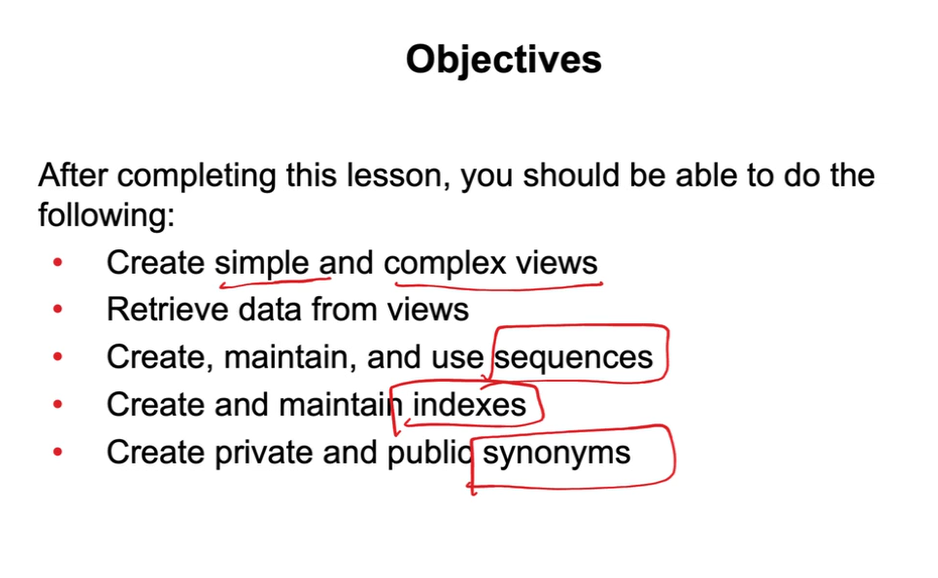 Objectives
After completing this lesson, you should be able to do the
following:
• Create simple and complex views
• Retrieve data from views
• Create, maintain, and use sequences
• Create and maintain indexes
• Create private and public synonyms